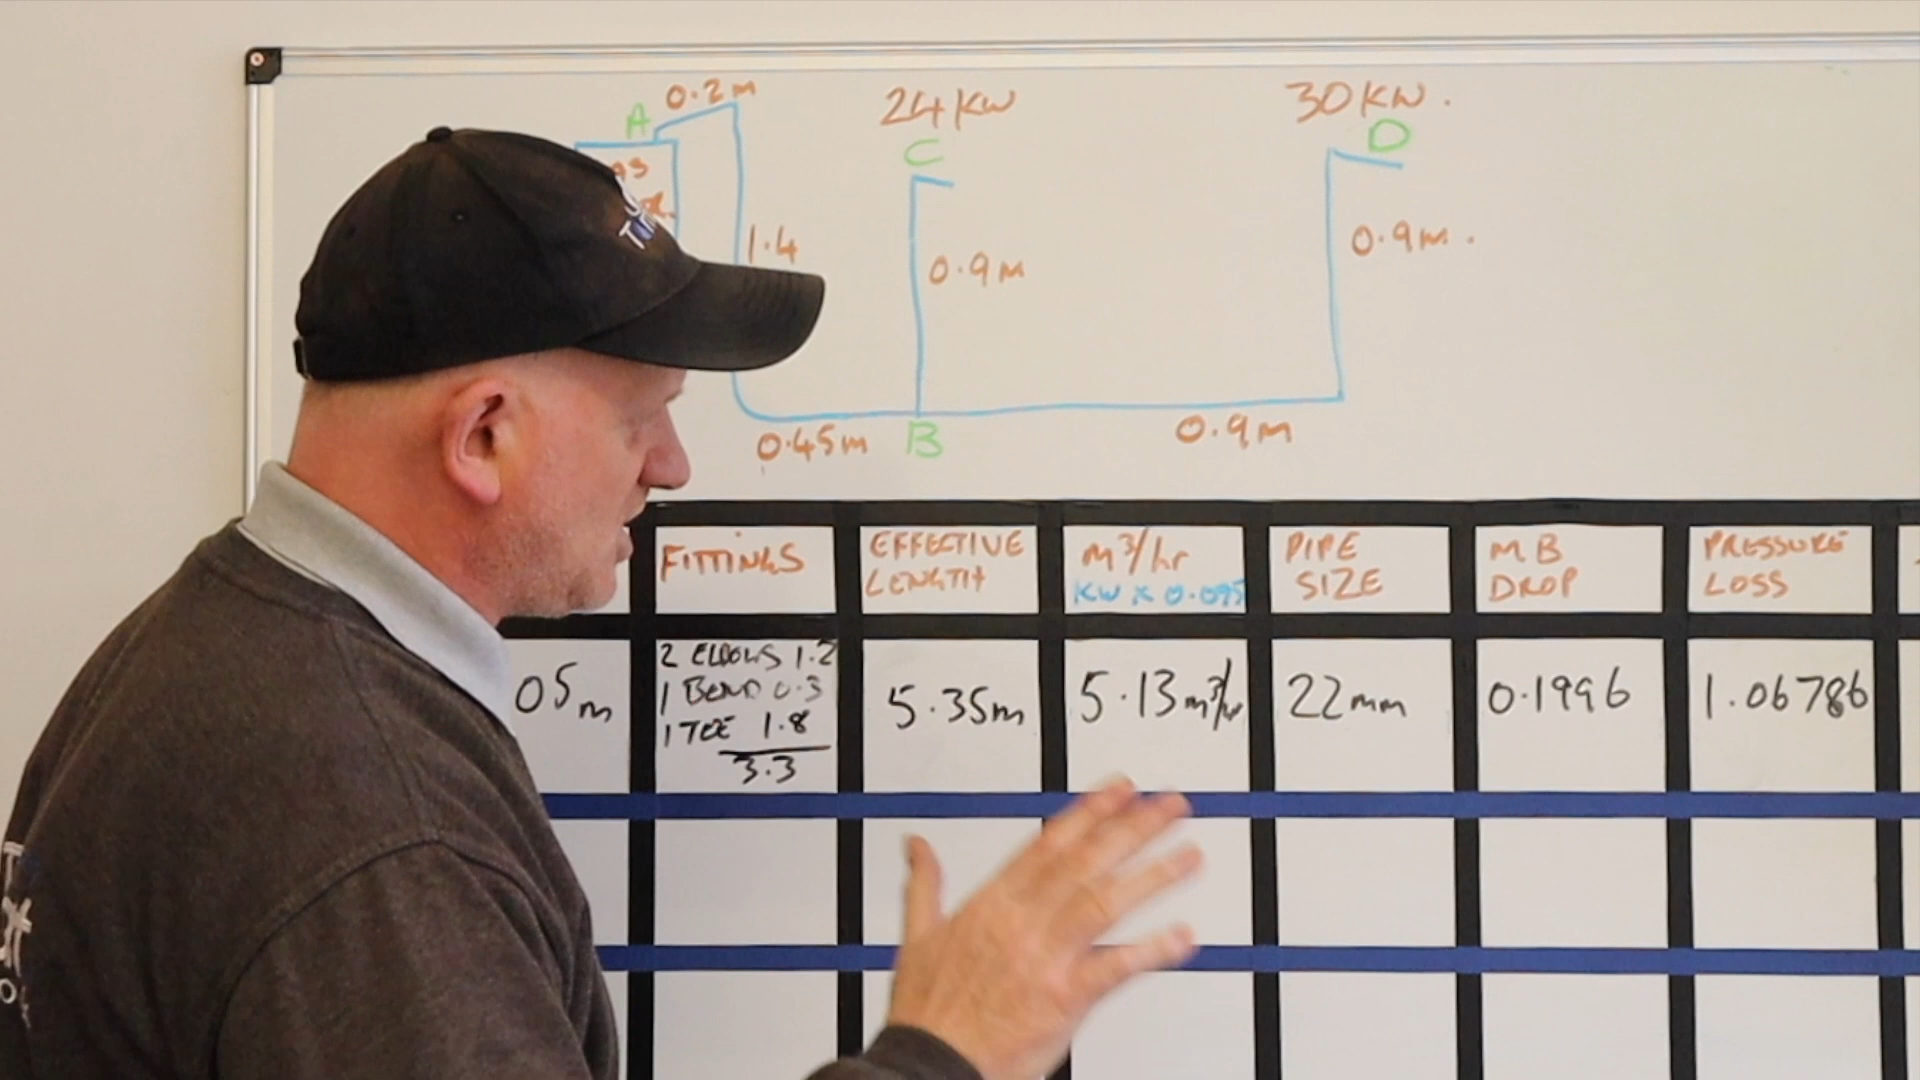 0.2m
A
24KW
30KW.
C
D
1.4
0.9m
0.9m.
0.45m
B
0.9m
FITTINGS
EFFECTIVE
LENGTH
m³/hr
KW X 0.095
PIPE
SIZE
MB
DROP
PRESSURE
LOSS
05m
2 ELBOWS 1.2
1 BEND 0.3
1 TEE 1.8
3.3
5.35m
5.13m³/hr
22mm
0.1996
1.06786